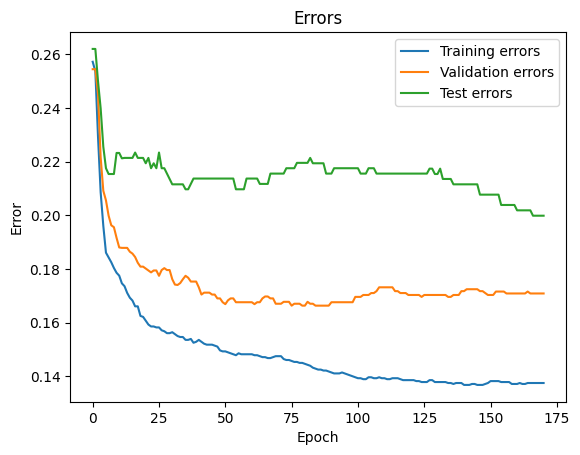 Errors
Training errors
Validation errors
Test errors
Error
0.26
0.24
0.22
0.20
0.18
0.16
0.14
0 25 50 75 100 125 150 175
Epoch